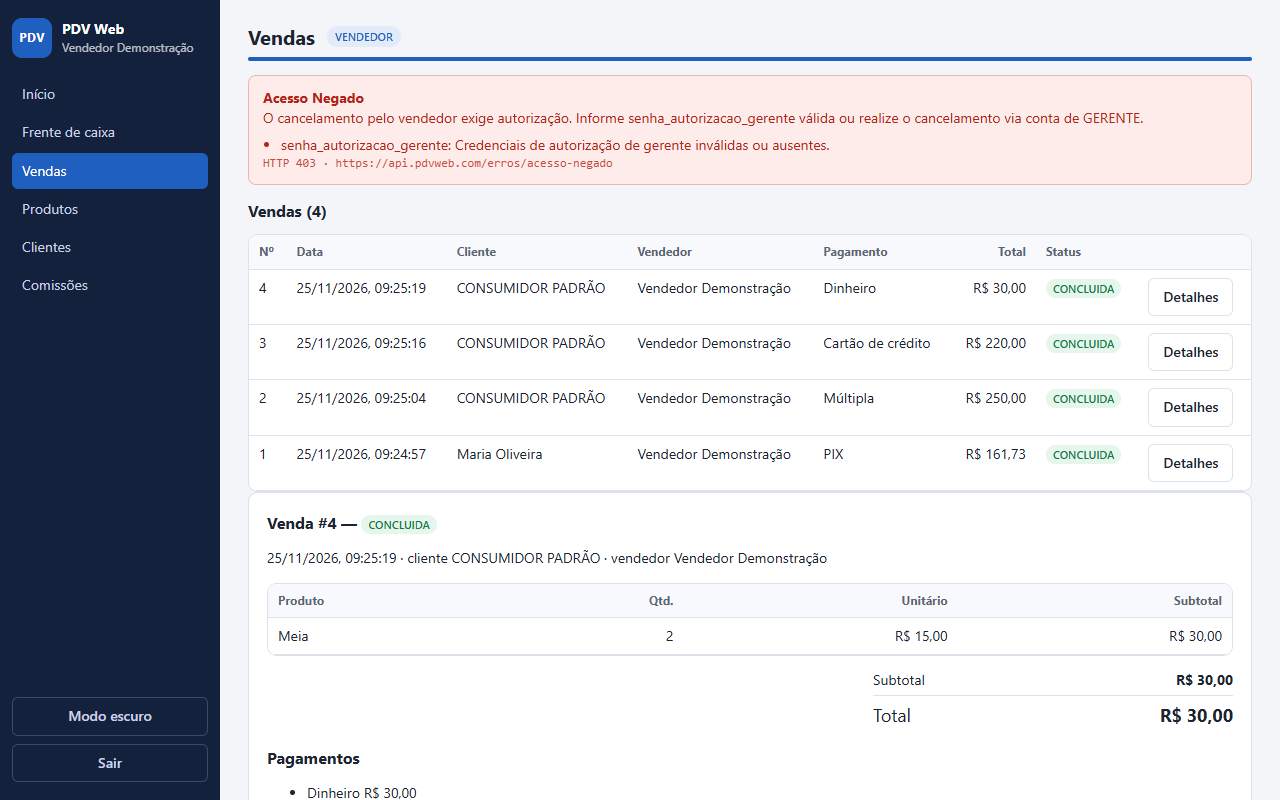 PDV
PDV Web
Vendedor Demonstração
Início
Frente de caixa
Vendas
Produtos
Clientes
Comissões
Modo escuro
Sair
Vendas VENDEDOR
Acesso Negado
O cancelamento pelo vendedor exige autorização. Informe senha_autorizacao_gerente válida ou realize o cancelamento via conta de GERENTE.
• senha_autorizacao_gerente: Credenciais de autorização de gerente inválidas ou ausentes.
HTTP 403 · https://api.pdvweb.com/erros/acesso-negado
Vendas (4)
Nº Data Cliente Vendedor Pagamento Total Status
4 25/11/2026, 09:25:19 CONSUMIDOR PADRÃO Vendedor Demonstração Dinheiro R$ 30,00 CONCLUIDA Detalhes
3 25/11/2026, 09:25:16 CONSUMIDOR PADRÃO Vendedor Demonstração Cartão de crédito R$ 220,00 CONCLUIDA Detalhes
2 25/11/2026, 09:25:04 CONSUMIDOR PADRÃO Vendedor Demonstração Múltipla R$ 250,00 CONCLUIDA Detalhes
1 25/11/2026, 09:24:57 Maria Oliveira Vendedor Demonstração PIX R$ 161,73 CONCLUIDA Detalhes
Venda #4 — CONCLUIDA
25/11/2026, 09:25:19 · cliente CONSUMIDOR PADRÃO · vendedor Vendedor Demonstração
Produto Qtd. Unitário Subtotal
Meia 2 R$ 15,00 R$ 30,00
Subtotal R$ 30,00
Total R$ 30,00
Pagamentos
• Dinheiro R$ 30,00